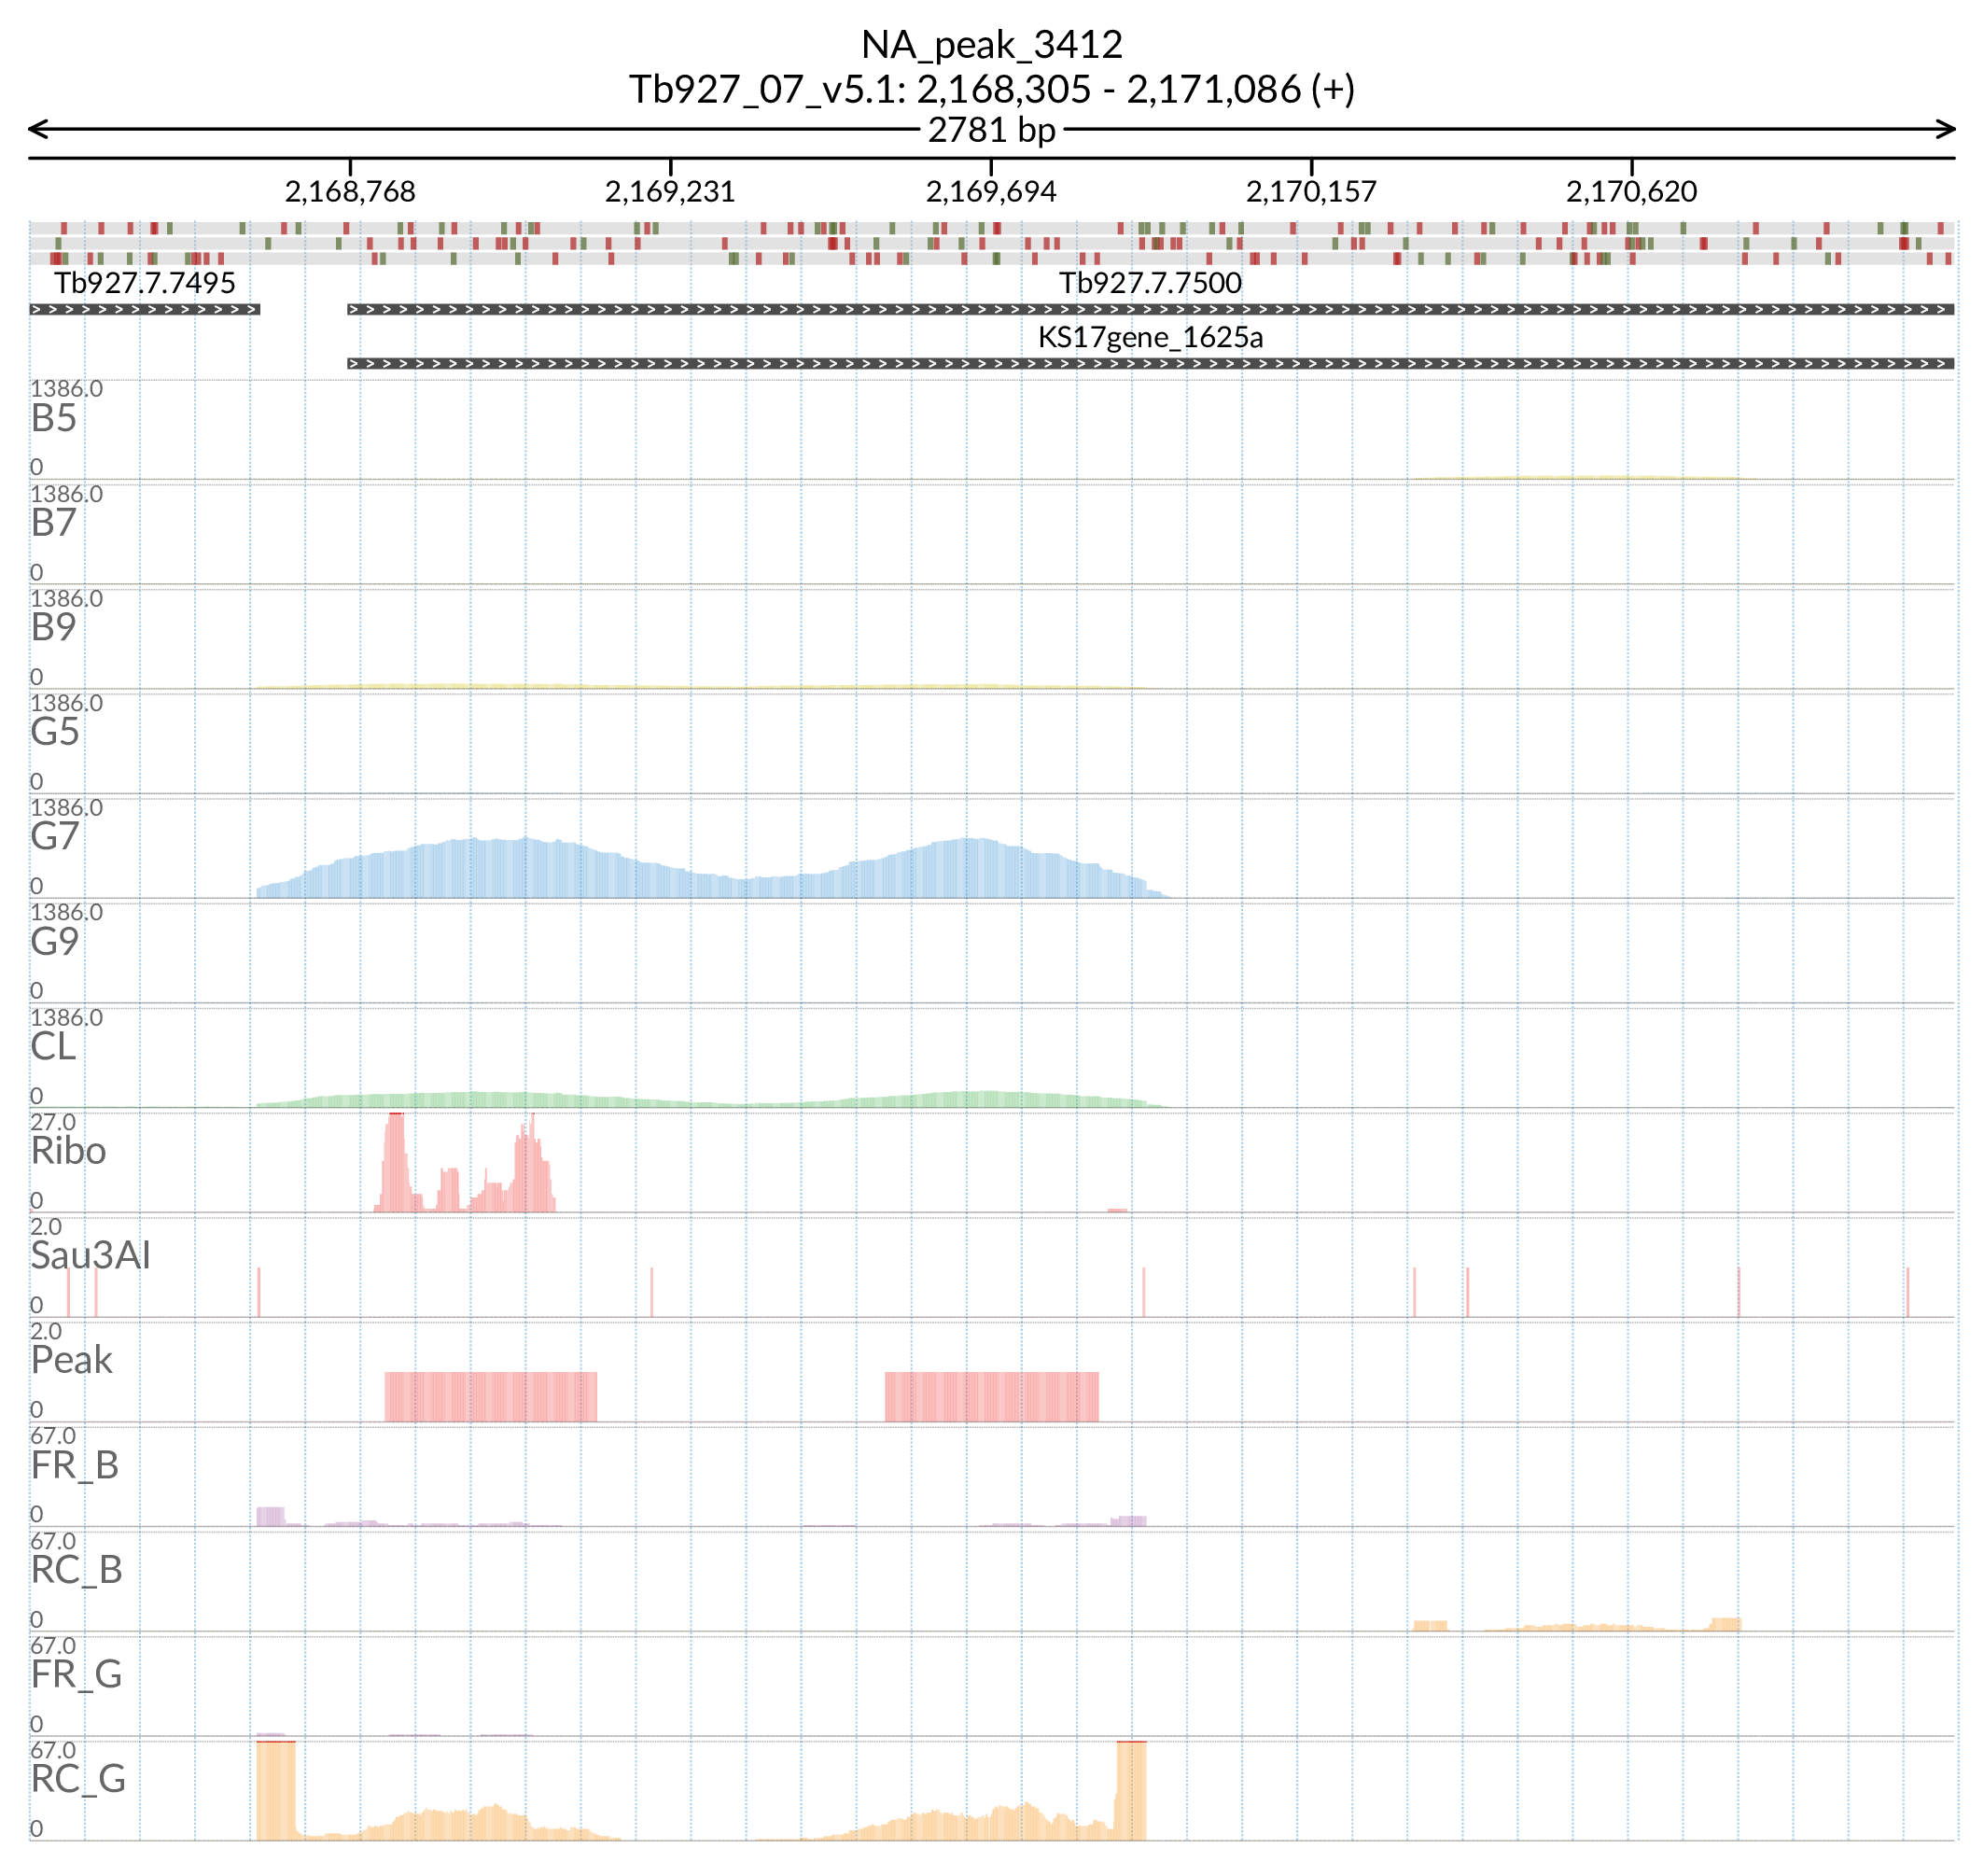 NA_peak_3412
Tb927_07_v5.1: 2,168,305 - 2,171,086 (+)
2781 bp
2,168,768 2,169,231 2,169,694 2,170,157 2,170,620
Tb927.7.7495 Tb927.7.7500
KS17gene_1625a
1386.0
B5
0
1386.0
B7
0
1386.0
B9
0
1386.0
G5
0
1386.0
G7
0
1386.0
G9
0
1386.0
CL
0
27.0
Ribo
0
2.0
Sau3AI
0
2.0
Peak
0
67.0
FR_B
0
67.0
RC_B
0
67.0
FR_G
0
67.0
RC_G
0